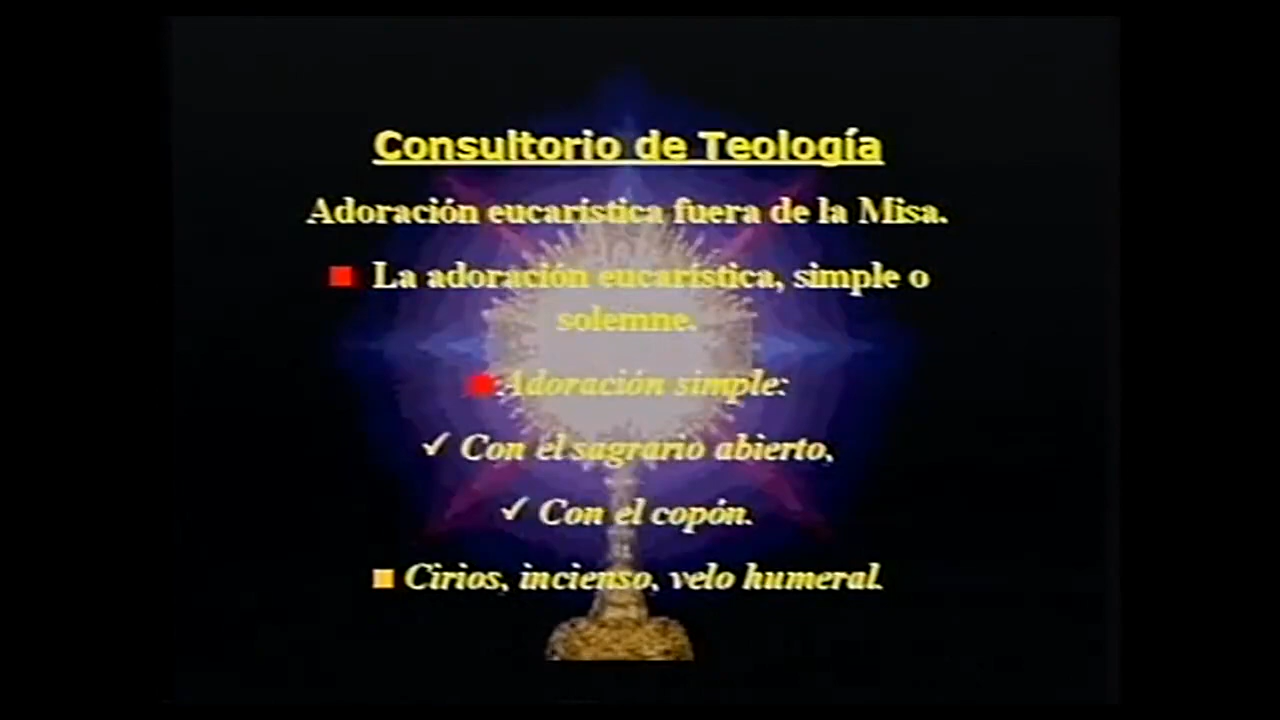 Consultorio de Teología
Adoración eucarística fuera de la Misa.
La adoración eucarística, simple o
solemne.
Adoración simple:
✓ Con el sagrario abierto,
✓ Con el copón.
Cirios, incienso, velo humeral.